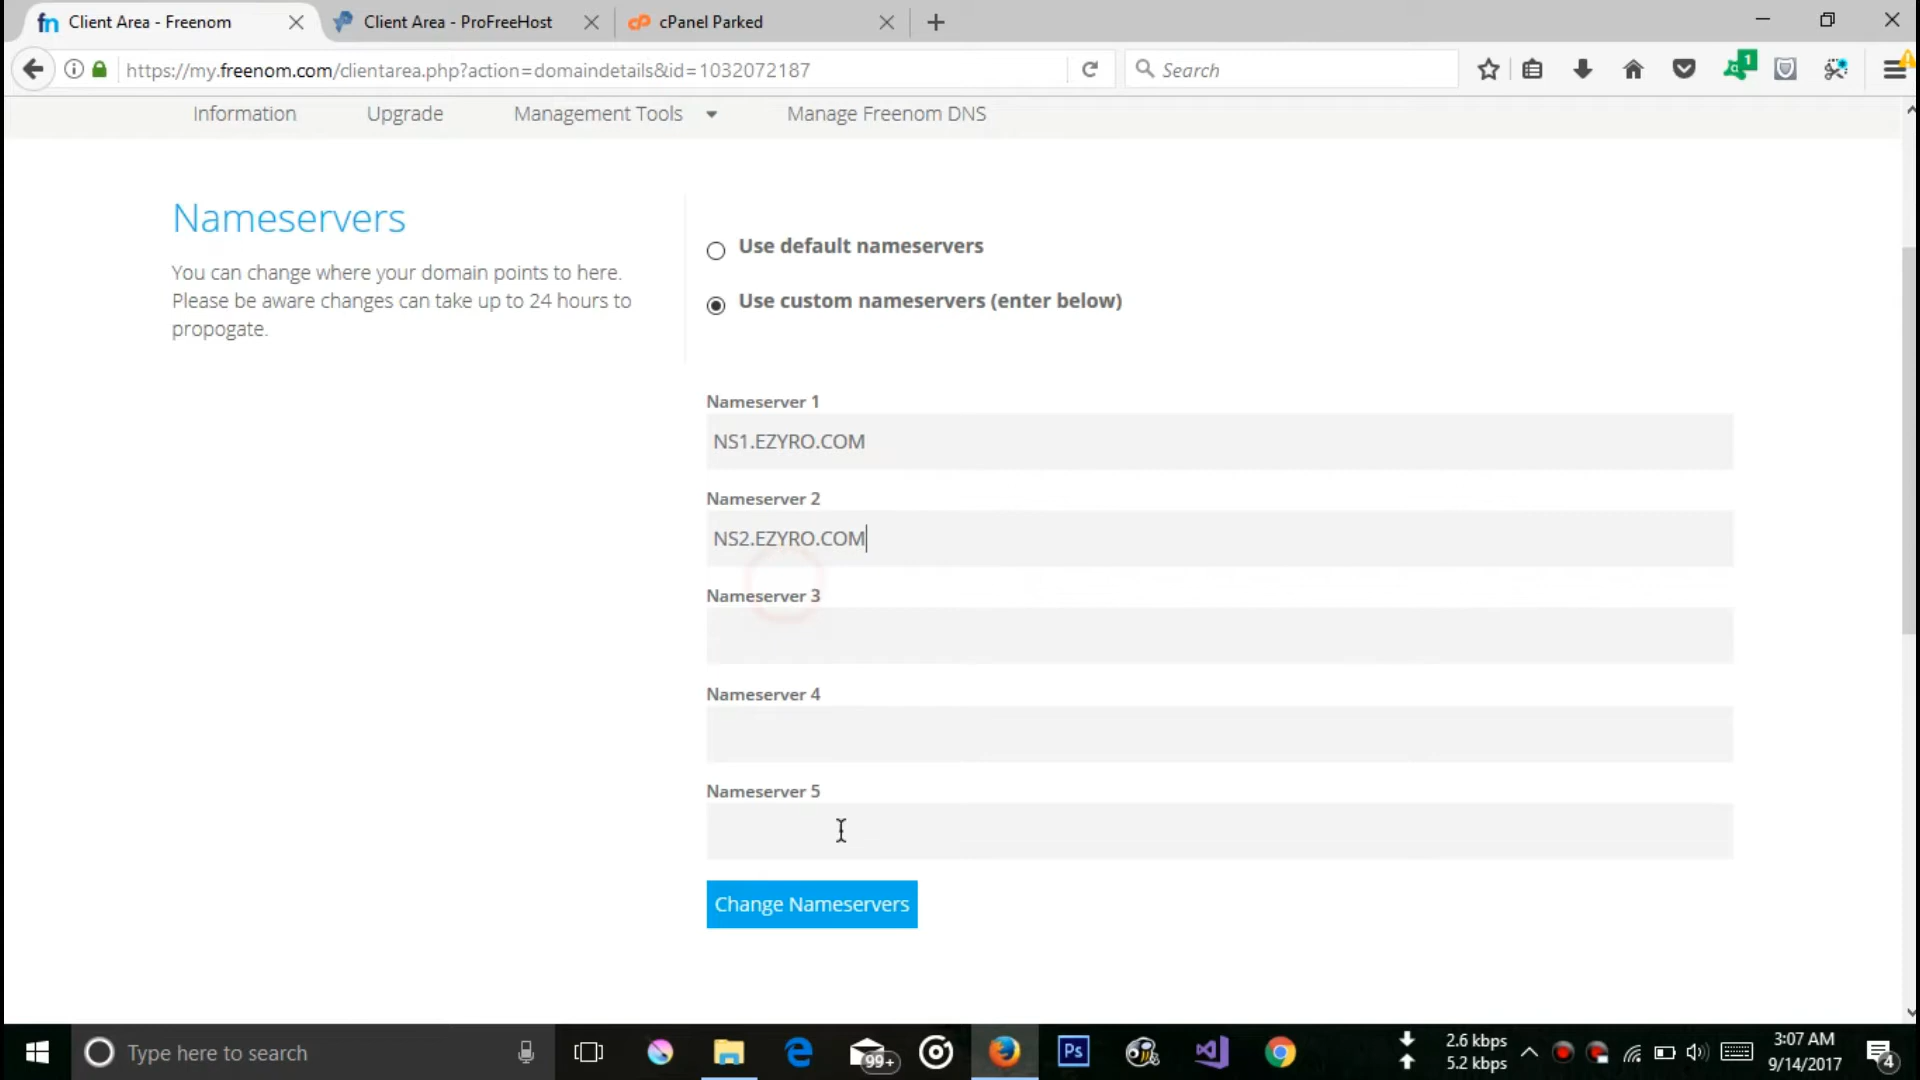 Client Area - Freenom
Client Area - ProFreeHost
cPanel Parked
https://my.freenom.com/clientarea.php?action=domaindetails&id=1032072187
Search
1
Information
Upgrade
Management Tools
Manage Freenom DNS
Nameservers
You can change where your domain points to here.
Please be aware changes can take up to 24 hours to
propogate.
Use default nameservers
Use custom nameservers (enter below)
Nameserver 1
NS1.EZYRO.COM
Nameserver 2
NS2.EZYRO.COM
Nameserver 3
Nameserver 4
Nameserver 5
Change Nameservers
Type here to search
99+
Ps
2.6 kbps
5.2 kbps
3:07 AM
9/14/2017
4